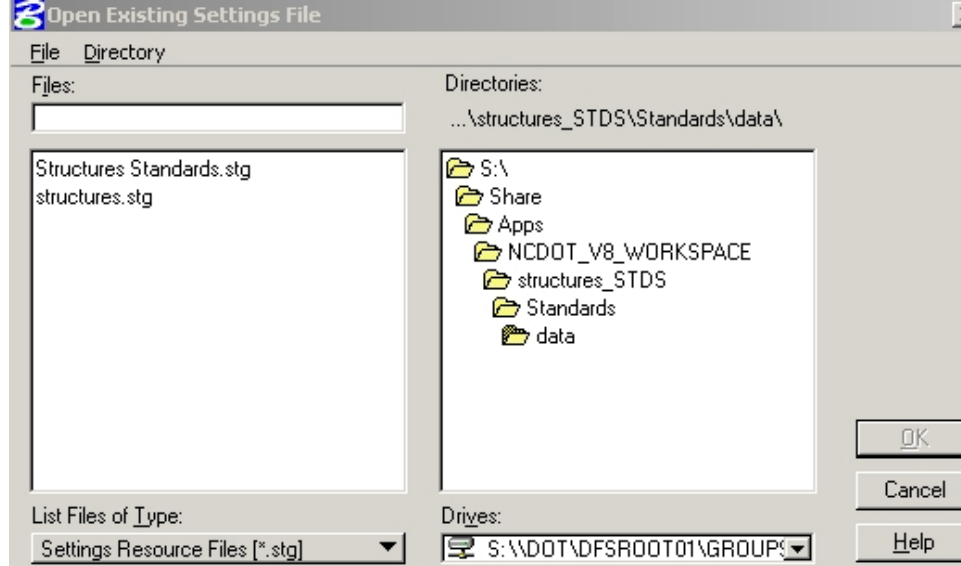 Open Existing Settings File
File Directory
Files:
Directories:
...\structures_STDS\Standards\data\
Structures Standards.stg
structures.stg
S:\
Share
Apps
NCDOT_V8_WORKSPACE
structures_STDS
Standards
data
OK
Cancel
Help
List Files of Type:
Settings Resource Files [*.stg]
Drives:
S:\\DOT\DFSROOT01\GROUPS